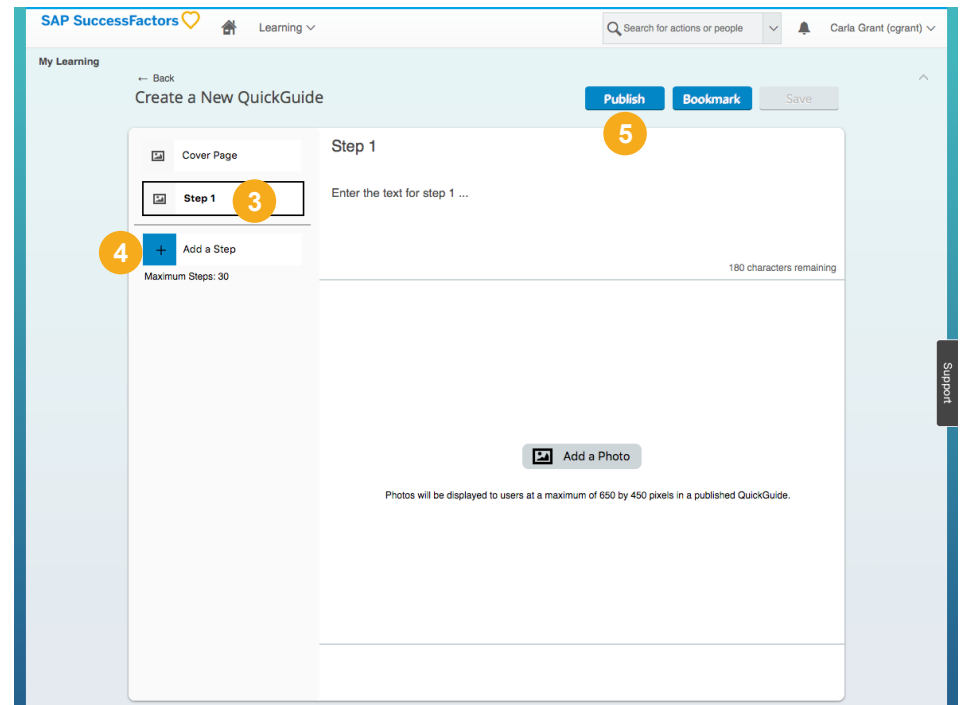 SAP SuccessFactors
Learning
Search for actions or people
Carla Grant (cgrant)
My Learning
← Back
Create a New QuickGuide
Publish
Bookmark
Save
5
Cover Page
Step 1
3
4
+ Add a Step
Maximum Steps: 30
Step 1
Enter the text for step 1 ...
180 characters remaining
Add a Photo
Photos will be displayed to users at a maximum of 650 by 450 pixels in a published QuickGuide.
Support